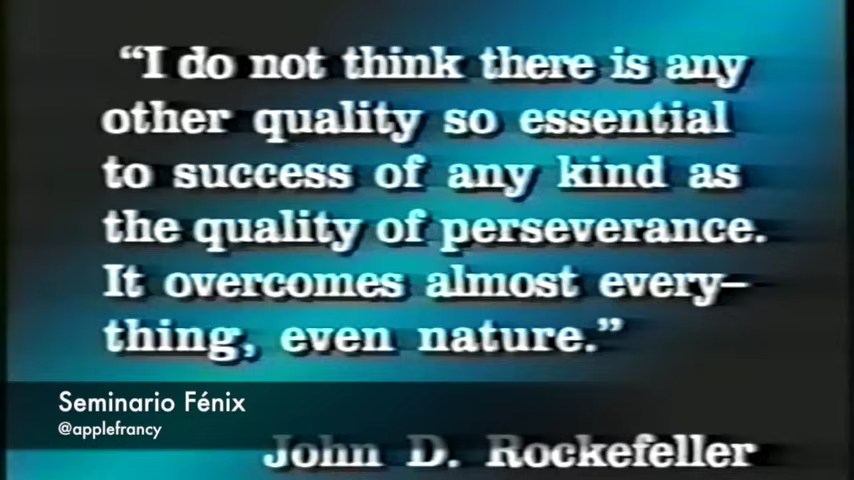 “I do not think there is any
other quality so essential
to success of any kind as
the quality of perseverance.
It overcomes almost every–
thing, even nature.”
Seminario Fénix
@applefrancy
John D. Rockefeller